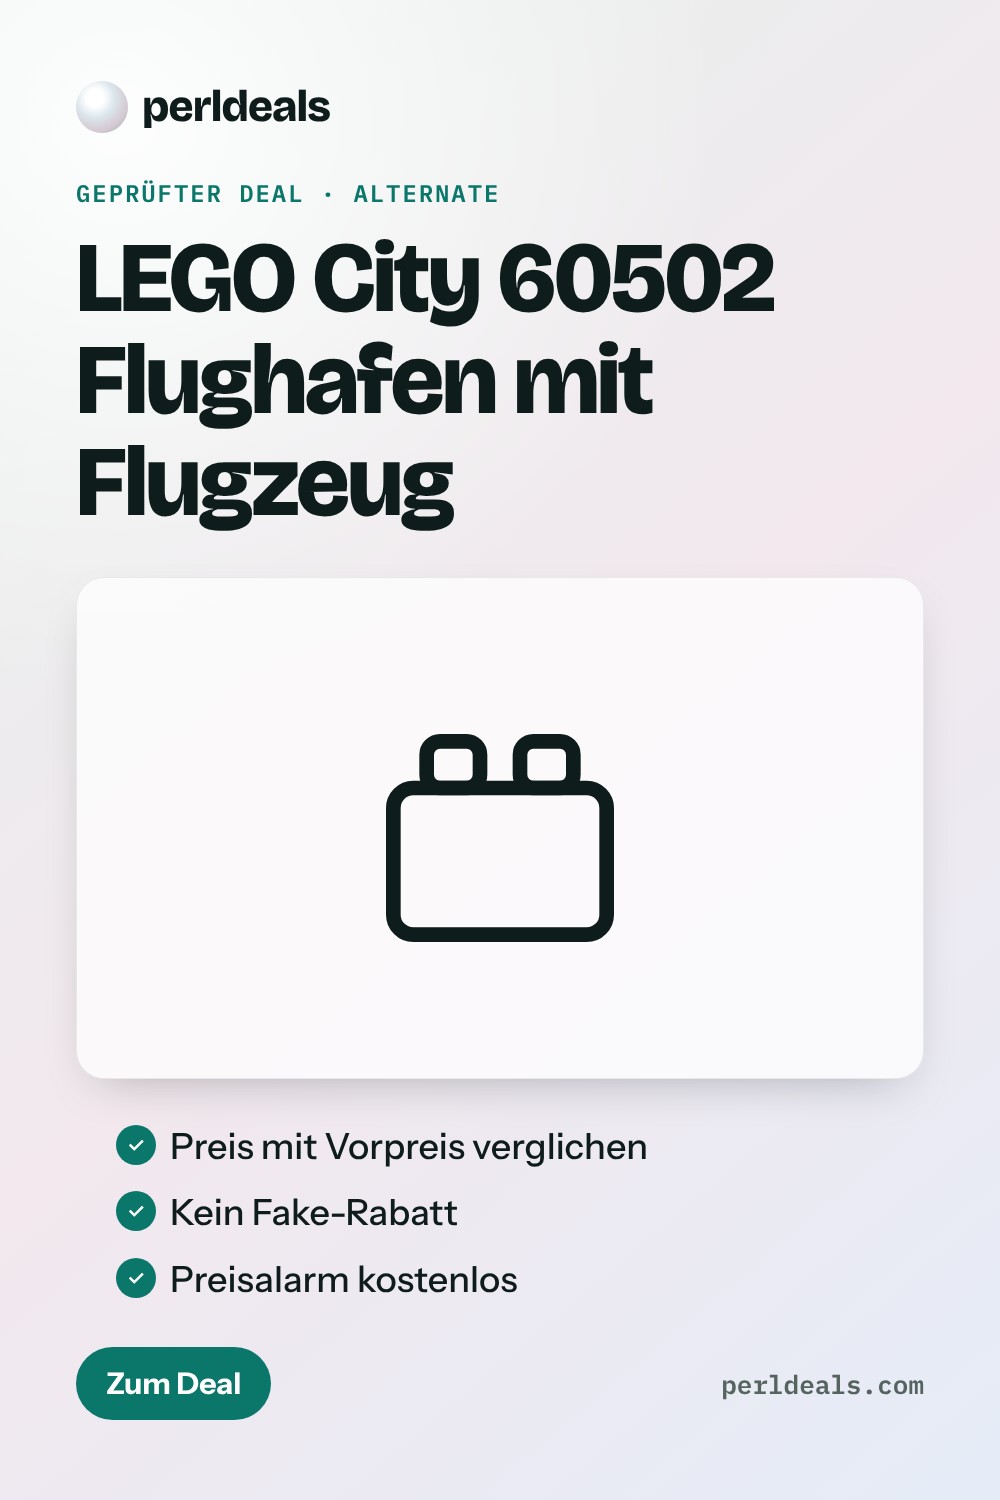 perldeals
GEPRÜFTER DEAL · ALTERNATE
LEGO City 60502
Flughafen mit
Flugzeug
Preis mit Vorpreis verglichen
Kein Fake-Rabatt
Preisalarm kostenlos
Zum Deal
perldeals.com